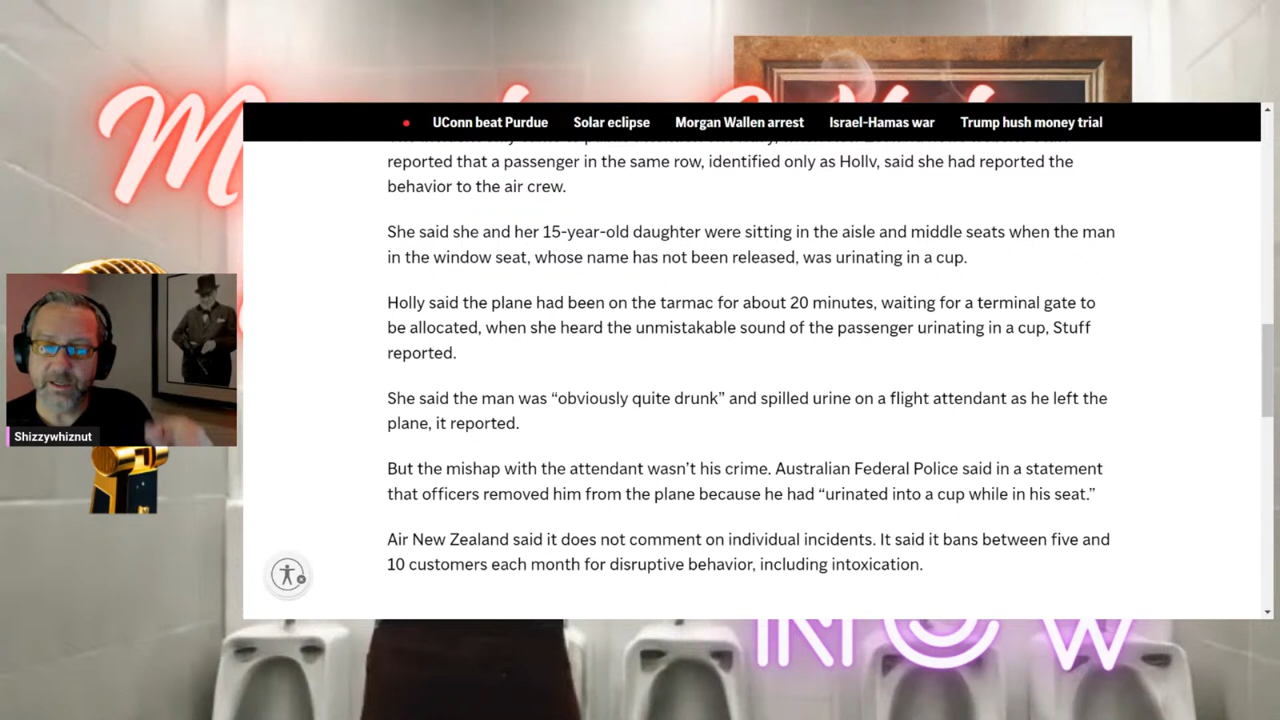 UConn beat Purdue Solar eclipse Morgan Wallen arrest Israel-Hamas war Trump hush money trial
reported that a passenger in the same row, identified only as Holly, said she had reported the
behavior to the air crew.
She said she and her 15-year-old daughter were sitting in the aisle and middle seats when the man
in the window seat, whose name has not been released, was urinating in a cup.
Holly said the plane had been on the tarmac for about 20 minutes, waiting for a terminal gate to
be allocated, when she heard the unmistakable sound of the passenger urinating in a cup, Stuff
reported.
She said the man was “obviously quite drunk” and spilled urine on a flight attendant as he left the
plane, it reported.
But the mishap with the attendant wasn’t his crime. Australian Federal Police said in a statement
that officers removed him from the plane because he had “urinated into a cup while in his seat.”
Air New Zealand said it does not comment on individual incidents. It said it bans between five and
10 customers each month for disruptive behavior, including intoxication.
Shizzywhiznut